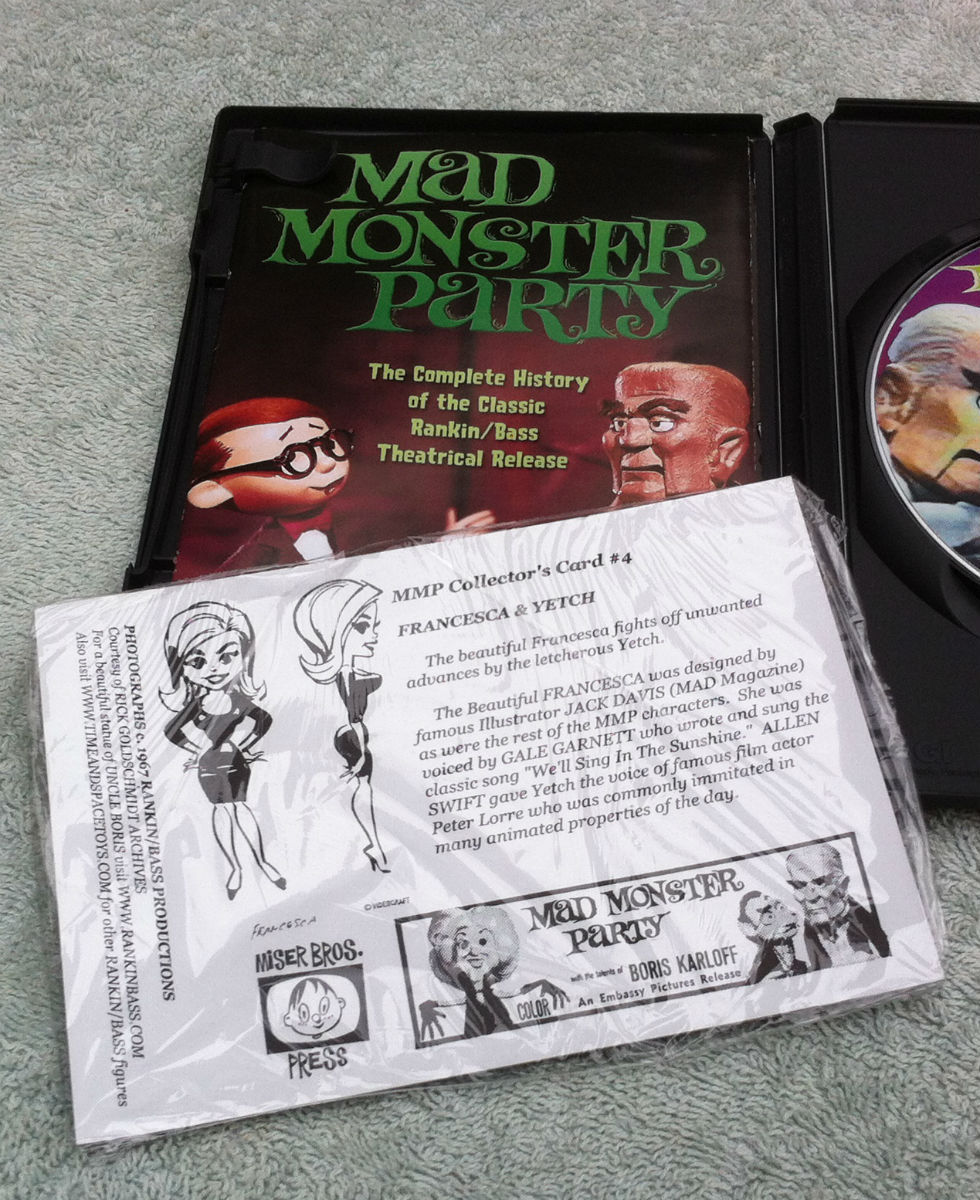 MaD
MONSTER
PaRTY
The Complete History
of the Classic
Rankin/Bass
Theatrical Release
MMP Collector's Card #4
FRANCESCA & YETCH
The beautiful Francesca fights off unwanted
advances by the letcherous Yetch.
The Beautiful FRANCESCA was designed by
famous Illustrator JACK DAVIS (MAD Magazine)
as were the rest of the MMP characters. She was
voiced by GALE GARNETT who wrote and sung the
classic song "We'll Sing In The Sunshine." ALLEN
SWIFT gave Yetch the voice of famous film actor
Peter Lorre who was commonly immitated in
many animated properties of the day.
PHOTOGRAPHS c. 1967 RANKIN/BASS PRODUCTIONS
Courtesy of RICK GOLDSCHMIDT ARCHIVES
For a beautiful statue of UNCLE BORIS visit WWW.RANKINBASS.COM
Also visit WWW.TIMEANDSPACETOYS.COM for other RANKIN/BASS figures
© VIDEOCRAFT
FRANCESCA
MISER BROS.
PRESS
MaD MONSTER
PaRTY
with the talents of BORIS KARLOFF
COLOR An Embassy Pictures Release